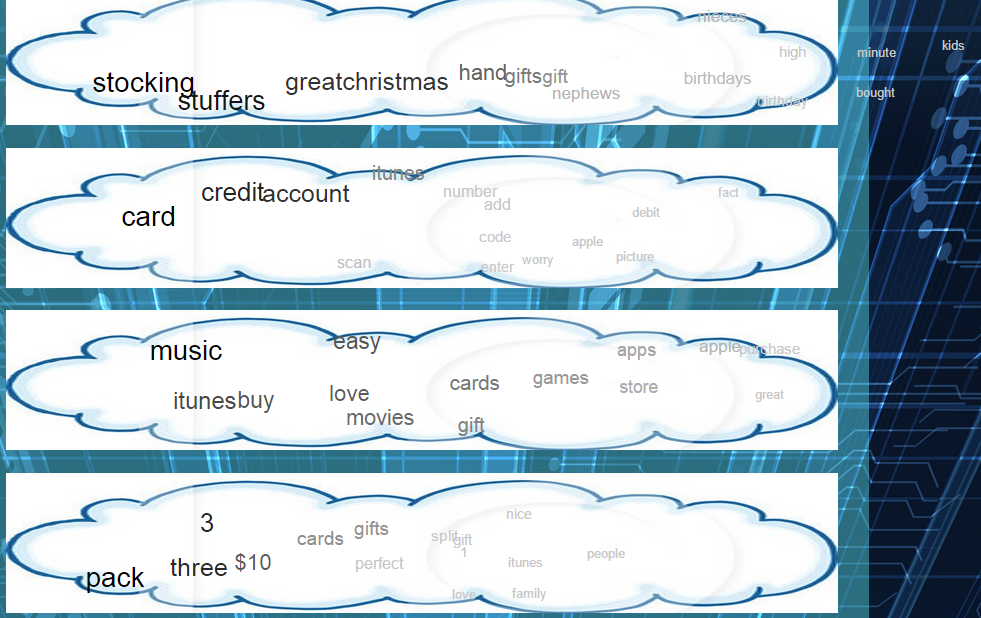 nieces
high minute kids
stocking greatchristmas hand gifts gift birthdays
stuffers nephews birthday bought
itunes
credit account number fact
card add debit
code apple
scan enter worry picture
easy
music apps apple purchase
cards games store
itunes buy love great
movies gift
3 nice
cards gifts split gift
three $10 perfect 1 itunes people
pack love family